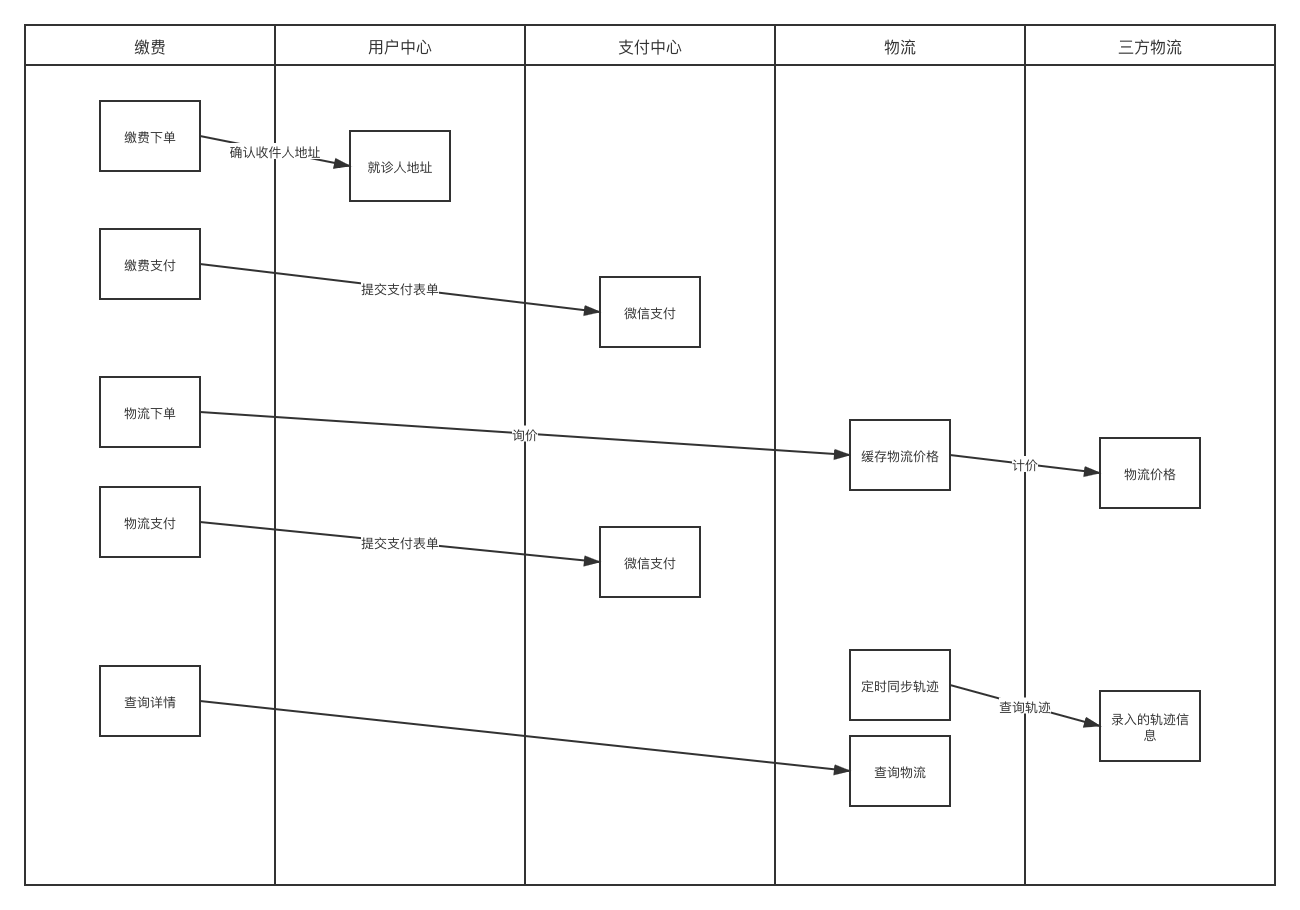 缴费
用户中心
支付中心
物流
三方物流
缴费下单
确认收件人地址
就诊人地址
缴费支付
提交支付表单
微信支付
物流下单
询价
缓存物流价格
计价
物流价格
物流支付
提交支付表单
微信支付
定时同步轨迹
查询轨迹
录入的轨迹信
息
查询详情
查询物流